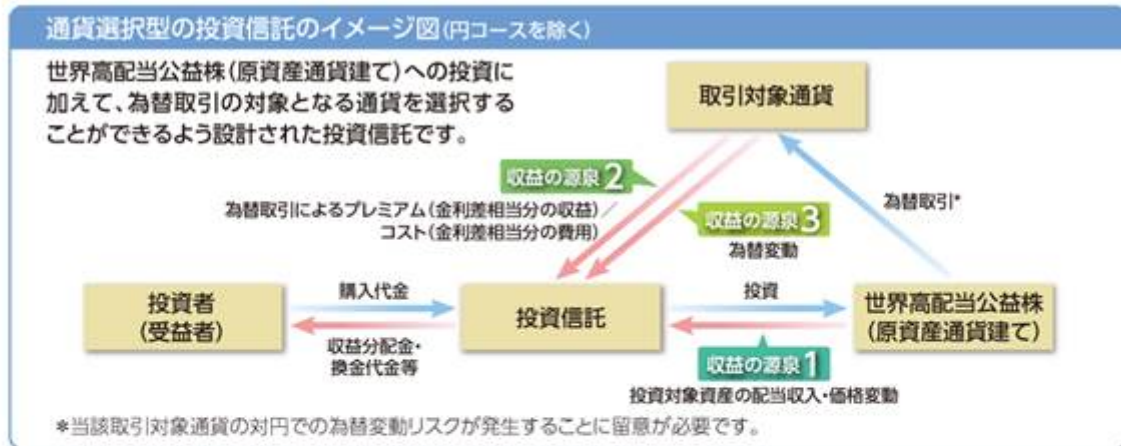 通貨選択型の投資信託のイメージ図(円コースを除く)
世界高配当公益株(原資産通貨建て)への投資に
加えて、為替取引の対象となる通貨を選択する
ことができるよう設計された投資信託です。
取引対象通貨
収益の源泉2
為替取引によるプレミアム(金利差相当分の収益)/
コスト(金利差相当分の費用)
収益の源泉3
為替変動
為替取引*
投資者
(受益者)
購入代金
収益分配金・
換金代金等
投資信託
投資
世界高配当公益株
(原資産通貨建て)
収益の源泉1
投資対象資産の配当収入・価格変動
*当該取引対象通貨の対円での為替変動リスクが発生することに留意が必要です。